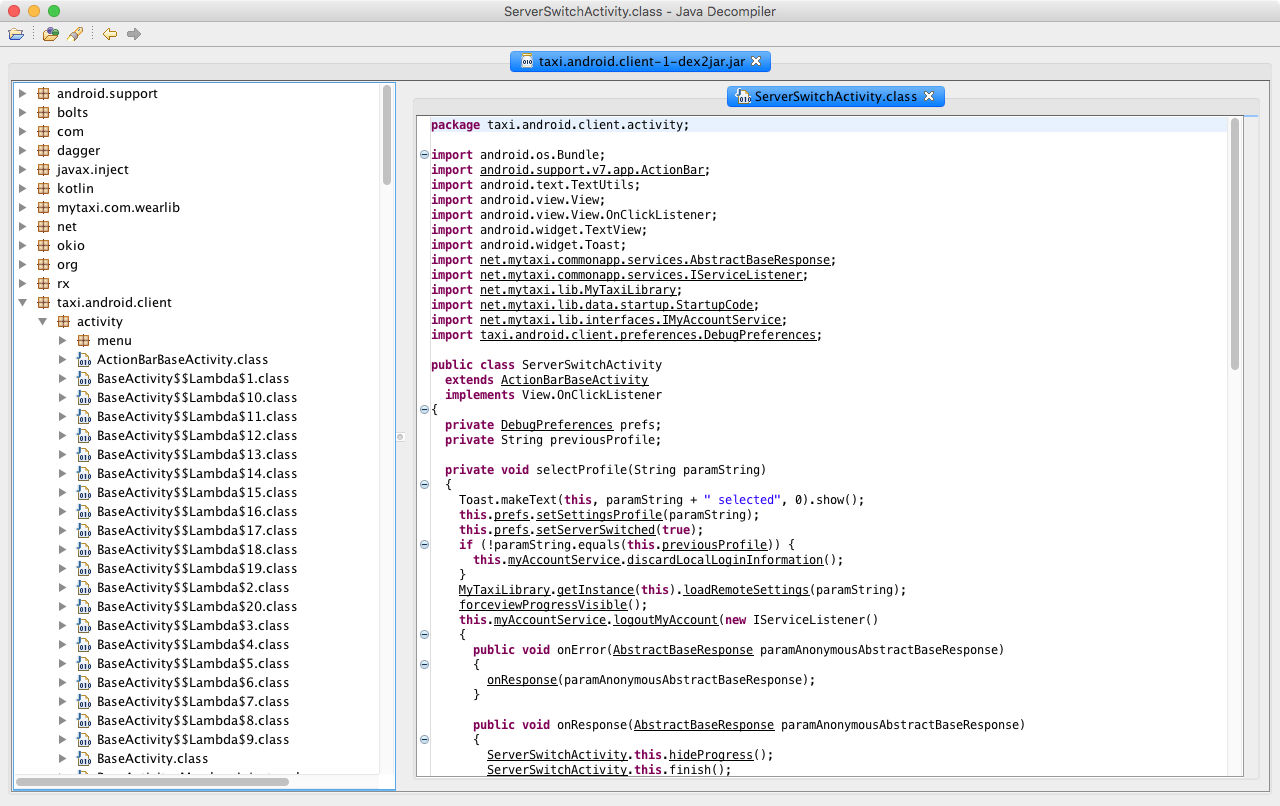 ServerSwitchActivity.class - Java Decompiler
taxi.android.client-1-dex2jar.jar
android.support
bolts
com
dagger
javax.inject
kotlin
mytaxi.com.wearlib
net
okio
org
rx
taxi.android.client
activity
menu
ActionBarBaseActivity.class
BaseActivity$$Lambda$1.class
BaseActivity$$Lambda$10.class
BaseActivity$$Lambda$11.class
BaseActivity$$Lambda$12.class
BaseActivity$$Lambda$13.class
BaseActivity$$Lambda$14.class
BaseActivity$$Lambda$15.class
BaseActivity$$Lambda$16.class
BaseActivity$$Lambda$17.class
BaseActivity$$Lambda$18.class
BaseActivity$$Lambda$19.class
BaseActivity$$Lambda$2.class
BaseActivity$$Lambda$20.class
BaseActivity$$Lambda$3.class
BaseActivity$$Lambda$4.class
BaseActivity$$Lambda$5.class
BaseActivity$$Lambda$6.class
BaseActivity$$Lambda$7.class
BaseActivity$$Lambda$8.class
BaseActivity$$Lambda$9.class
BaseActivity.class
ServerSwitchActivity.class
package taxi.android.client.activity;
import android.os.Bundle;
import android.support.v7.app.ActionBar;
import android.text.TextUtils;
import android.view.View;
import android.view.View.OnClickListener;
import android.widget.TextView;
import android.widget.Toast;
import net.mytaxi.commonapp.services.AbstractBaseResponse;
import net.mytaxi.commonapp.services.IServiceListener;
import net.mytaxi.lib.MyTaxiLibrary;
import net.mytaxi.lib.data.startup.StartupCode;
import net.mytaxi.lib.interfaces.IMyAccountService;
import taxi.android.client.preferences.DebugPreferences;
public class ServerSwitchActivity
extends ActionBarBaseActivity
implements View.OnClickListener
{
private DebugPreferences prefs;
private String previousProfile;
private void selectProfile(String paramString)
{
Toast.makeText(this, paramString + " selected", 0).show();
this.prefs.setSettingsProfile(paramString);
this.prefs.setServerSwitched(true);
if (!paramString.equals(this.previousProfile)) {
this.myAccountService.discardLocalLoginInformation();
}
MyTaxiLibrary.getInstance(this).loadRemoteSettings(paramString);
forceviewProgressVisible();
this.myAccountService.logoutMyAccount(new IServiceListener()
{
public void onError(AbstractBaseResponse paramAnonymousAbstractBaseResponse)
{
onResponse(paramAnonymousAbstractBaseResponse);
}
public void onResponse(AbstractBaseResponse paramAnonymousAbstractBaseResponse)
{
ServerSwitchActivity.this.hideProgress();
ServerSwitchActivity.this.finish();